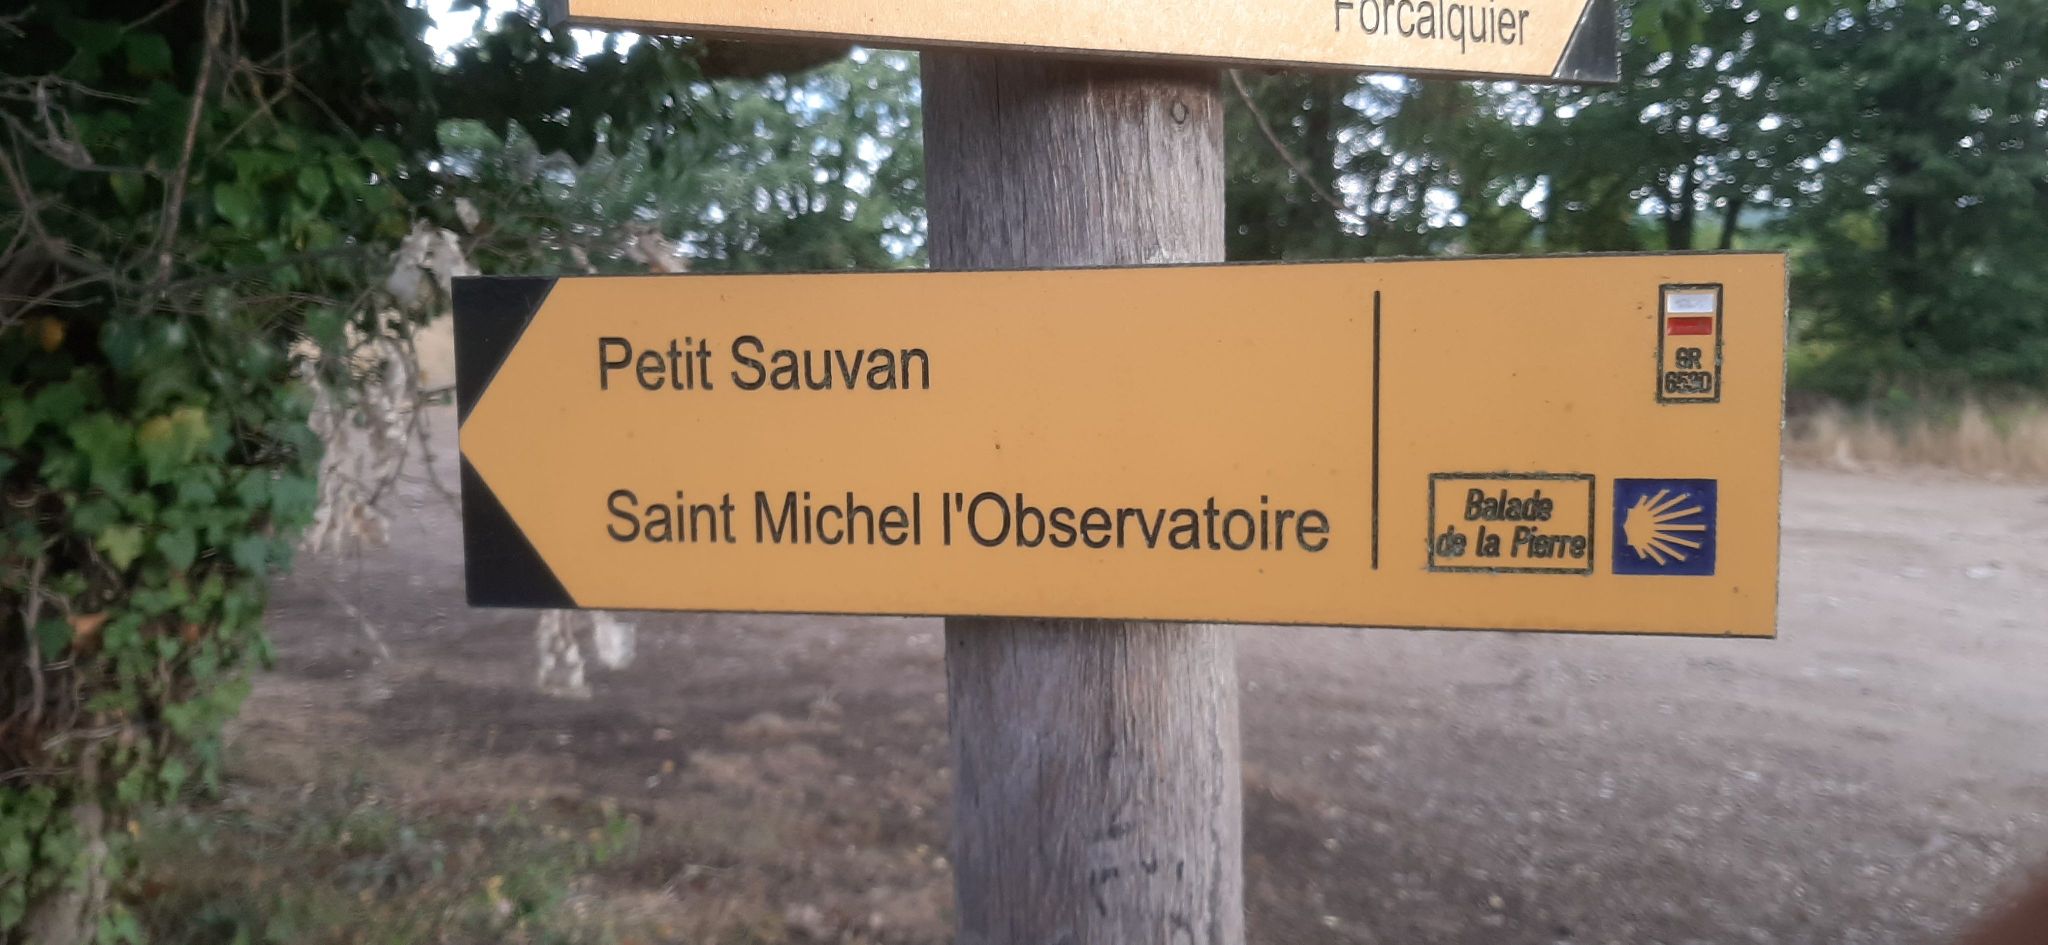 Forcalquier
Petit Sauvan
Saint Michel l'Observatoire
GR
653D
Balade
de la Pierre